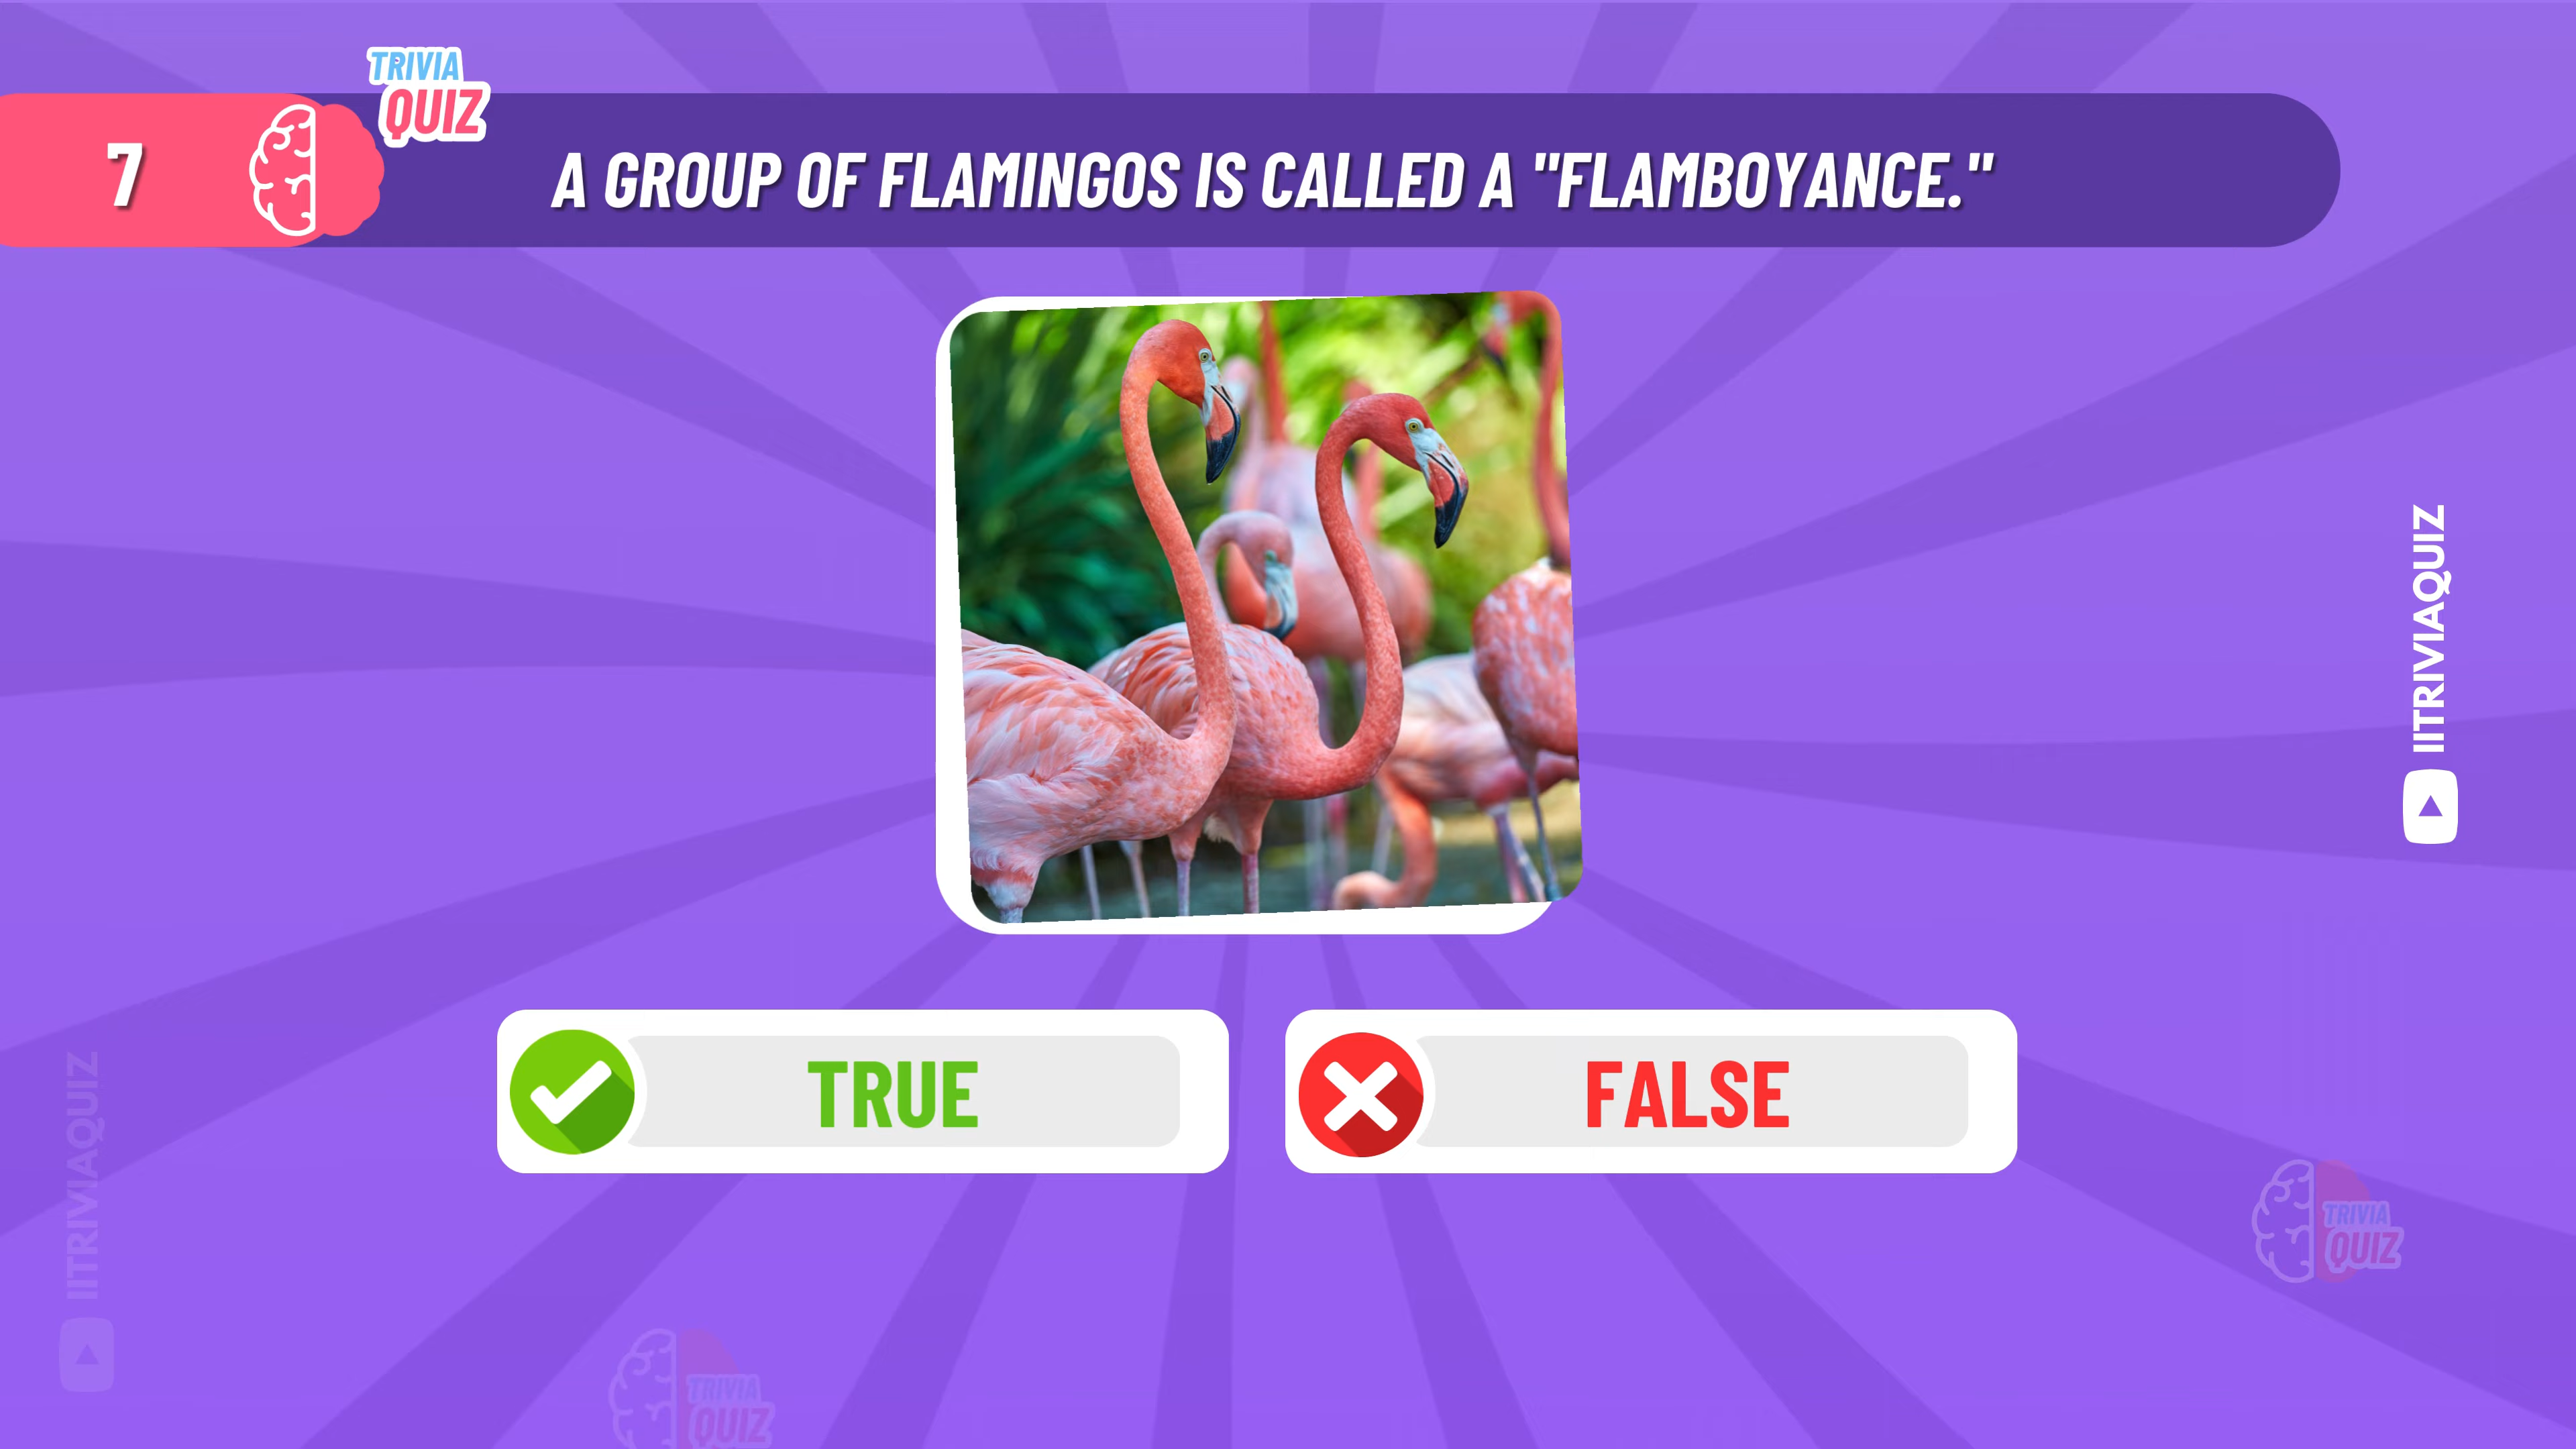 TRIVIA
QUIZ
7
A GROUP OF FLAMINGOS IS CALLED A "FLAMBOYANCE."
IITRIVIAQUIZ
TRUE
FALSE
IITRIVIAQUIZ
TRIVIA
QUIZ
TRIVIA
QUIZ